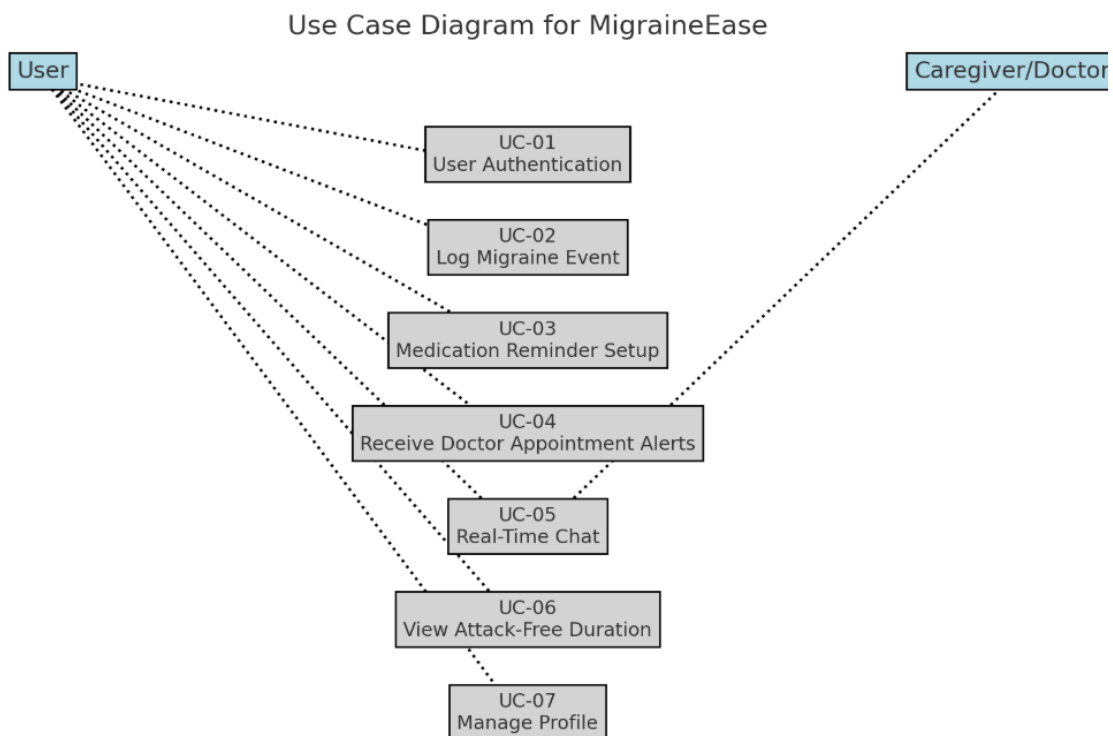 Use Case Diagram for MigraineEase
User
Caregiver/Doctor
UC-01
User Authentication
UC-02
Log Migraine Event
UC-03
Medication Reminder Setup
UC-04
Receive Doctor Appointment Alerts
UC-05
Real-Time Chat
UC-06
View Attack-Free Duration
UC-07
Manage Profile